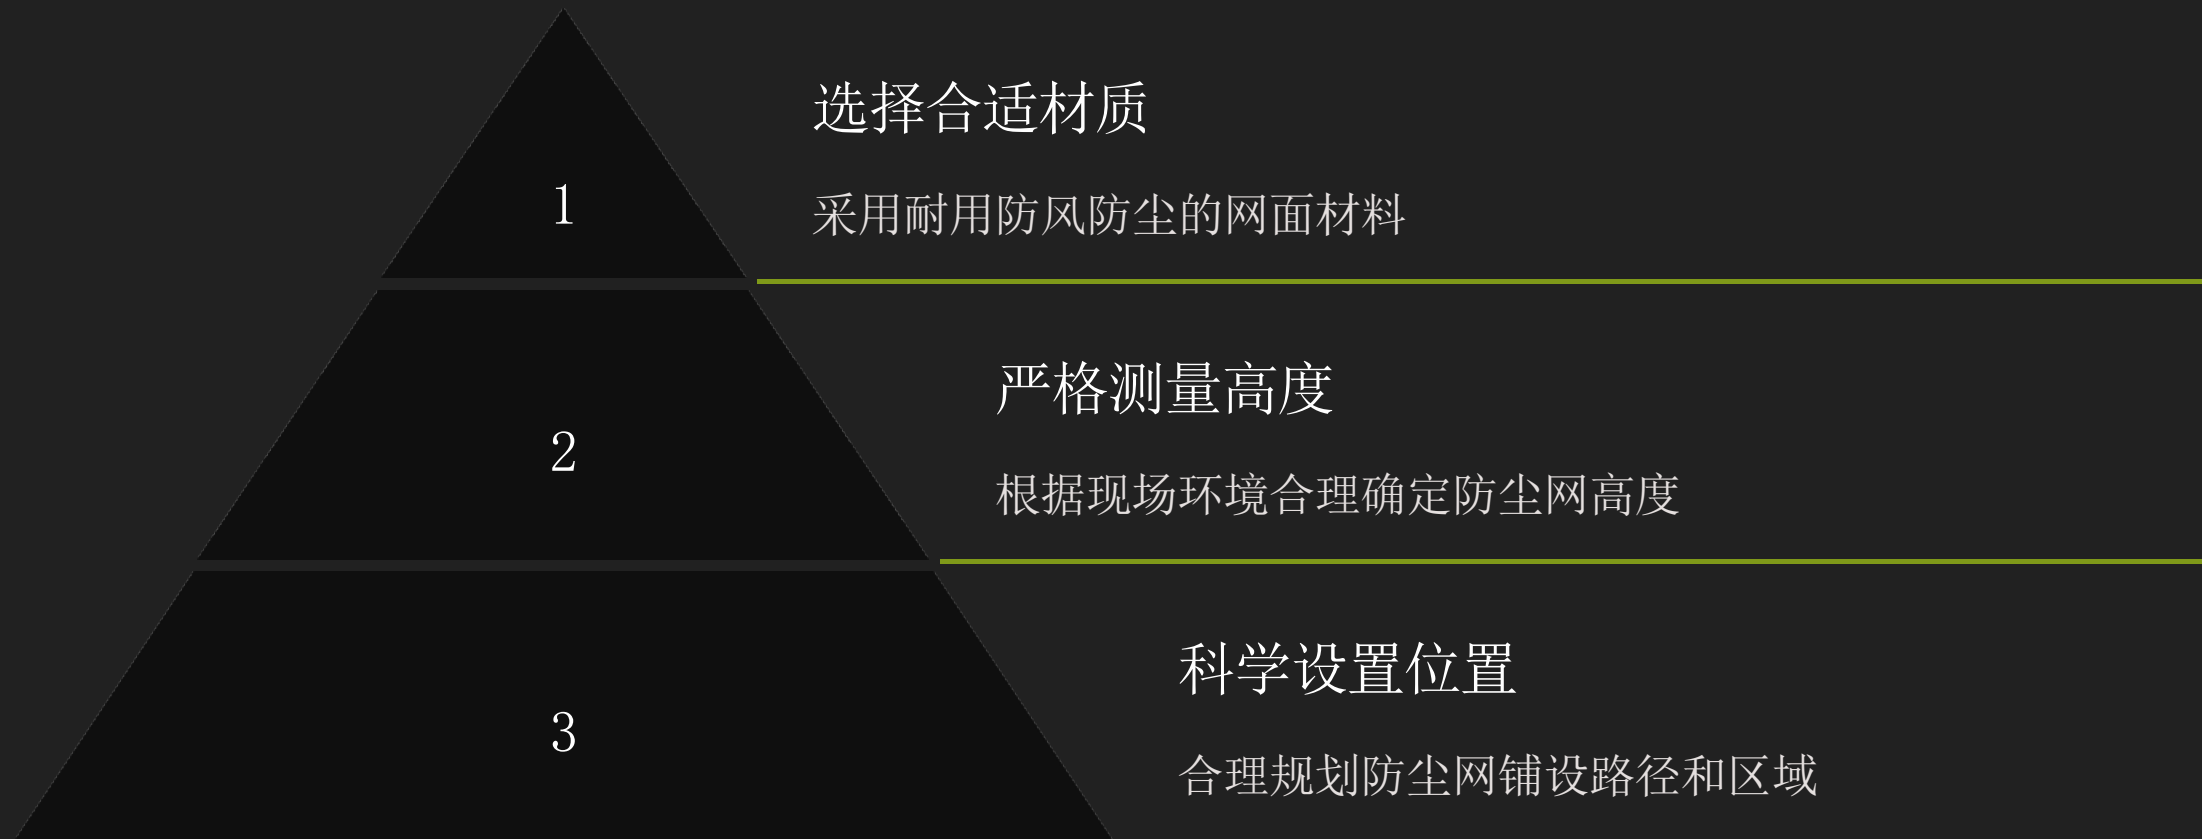 1
选择合适材质
采用耐用防风防尘的网面材料
2
严格测量高度
根据现场环境合理确定防尘网高度
3
科学设置位置
合理规划防尘网铺设路径和区域